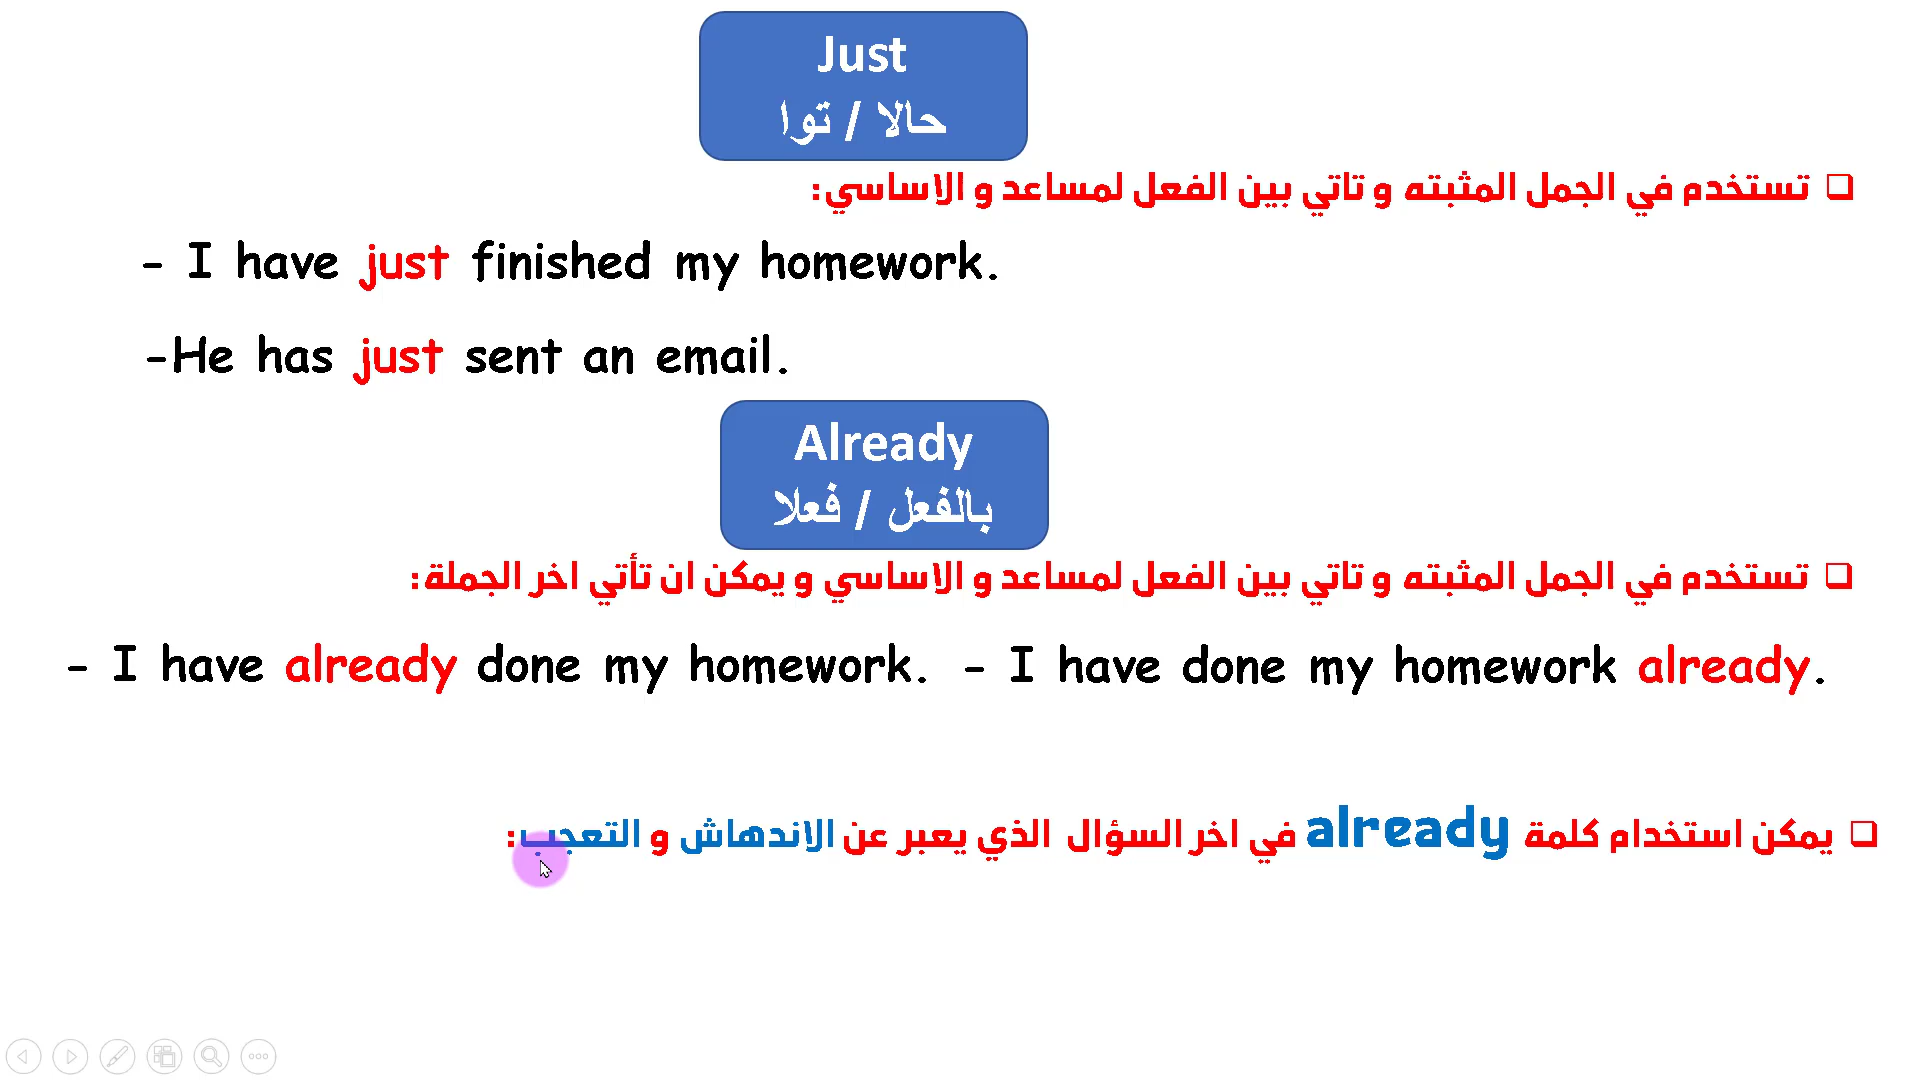 Just
حالا / توا
❑ تستخدم في الجمل المثبته و تاتي بين الفعل لمساعد و الاساسي:
- I have just finished my homework.
-He has just sent an email.
Already
بالفعل / فعلا
❑ تستخدم في الجمل المثبته و تاتي بين الفعل لمساعد و الاساسي و يمكن ان تأتي اخر الجملة:
- I have already done my homework. - I have done my homework already.
❑ يمكن استخدام كلمة already في اخر السؤال الذي يعبر عن الاندهاش و التعجب: